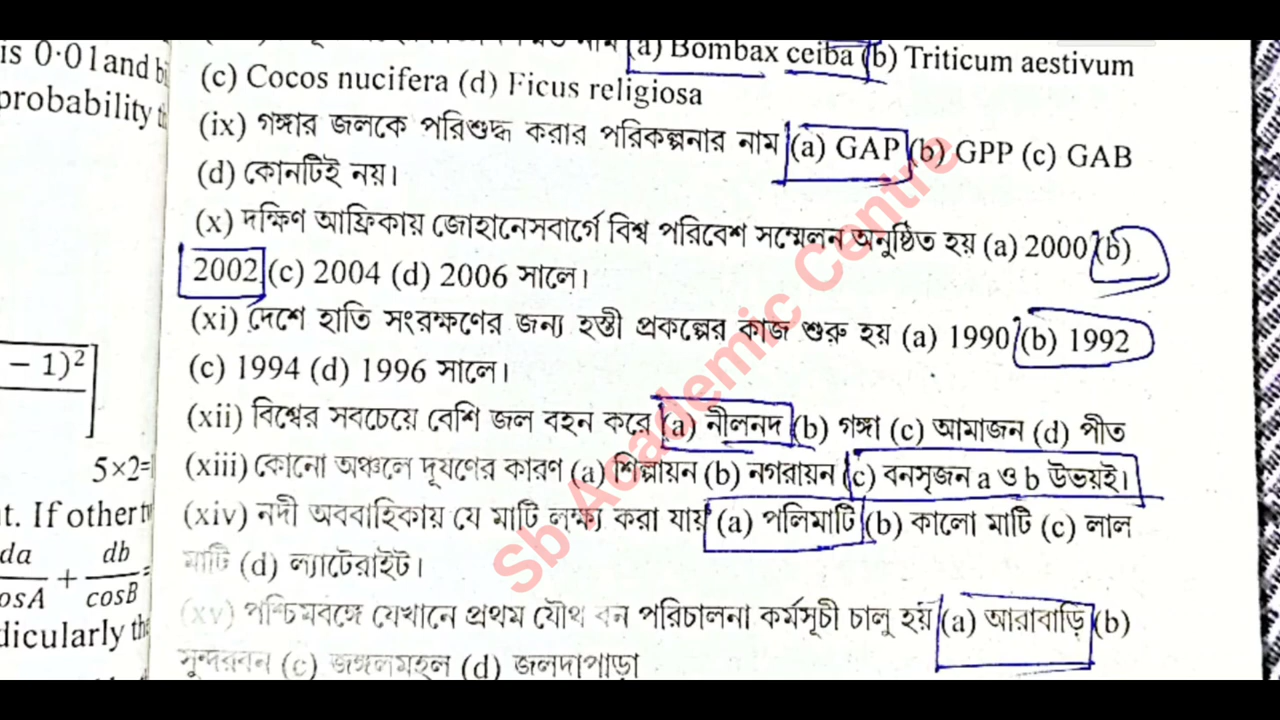 is 0·01 and
probability
(a) Bombax ceiba (b) Triticum aestivum
(c) Cocos nucifera (d) Ficus religiosa
(ix) গঙ্গার জলকে পরিশুদ্ধ করার পরিকল্পনার নাম (a) GAP (b) GPP (c) GAB
(d) কোনটিই নয়।
(x) দক্ষিণ আফ্রিকায় জোহানেসবার্গে বিশ্ব পরিবেশ সম্মেলন অনুষ্ঠিত হয় (a) 2000 (b)
2002 (c) 2004 (d) 2006 সালে।
(xi) দেশে হাতি সংরক্ষণের জন্য হস্তী প্রকল্পের কাজ শুরু হয় (a) 1990 (b) 1992
(c) 1994 (d) 1996 সালে।
(xii) বিশ্বের সবচেয়ে বেশি জল বহন করে (a) নীলনদ (b) গঙ্গা (c) আমাজন (d) পীত
(xiii) কোনো অঞ্চলে দূষণের কারণ (a) শিল্পায়ন (b) নগরায়ন (c) বনসৃজন a ও b উভয়ই।
(xiv) নদী অববাহিকায় যে মাটি লক্ষ্য করা যায় (a) পলিমাটি (b) কালো মাটি (c) লাল
মাটি (d) ল্যাটেরাইট।
(xv) পশ্চিমবঙ্গে যেখানে প্রথম যৌথ বন পরিচালনা কর্মসূচী চালু হয় (a) আরাবাড়ি (b)
সুন্দরবন (c) জঙ্গলমহল (d) জলদাপাড়া
− 1)²
5×2=
t. If other
da db
osA + cosB =
dicularly
Sb Academic Centre